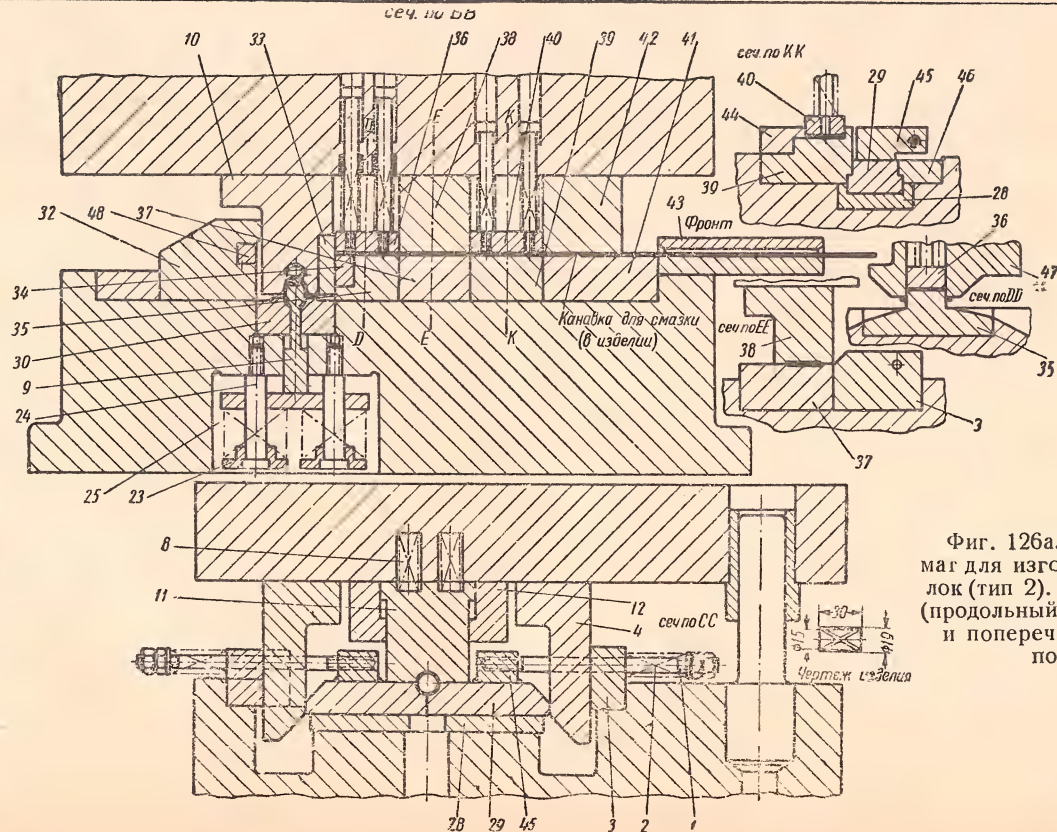 сеч. по ВВ
10 33 36 38 40 39 42 41
32 48 37
E K
43 Фронт
34
35
30
9
24
25 23
D E K
Канавка для смазки
(в изделии)
сеч. по КК
29 45 46
40
44
39
28
36
47
сеч по DD
35
сеч по ЕЕ
38
3
37
8
11
12
4
сеч по СС
30
ф15
ф19
Чертеж изделия
28 29 45 3 2 1
Фиг. 126а.
маг для изго
лок (тип 2).
(продольный
и попереч
по